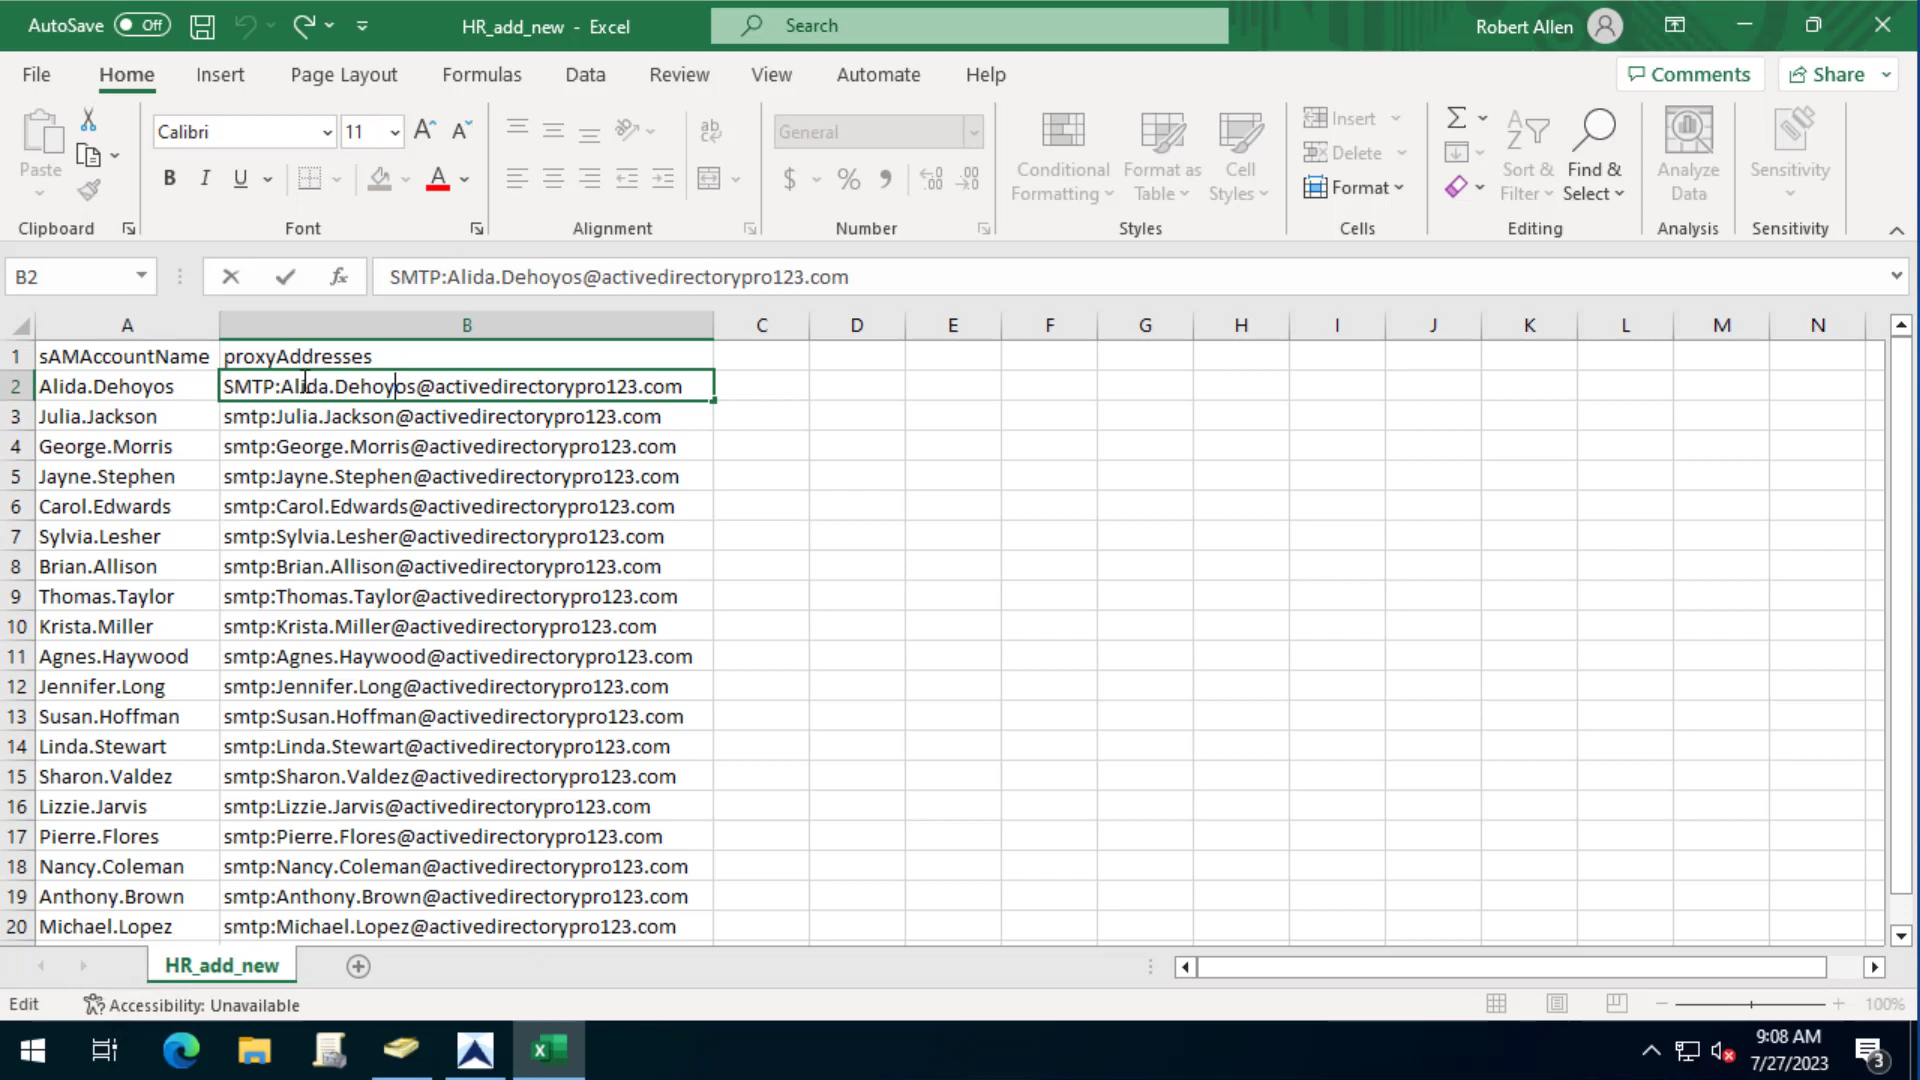 AutoSave Off HR_add_new - Excel Search Robert Allen
File Home Insert Page Layout Formulas Data Review View Automate Help Comments Share
Paste Calibri 11 General Conditional Formatting Format as Table Cell Styles Insert Delete Format Sort & Filter Find & Select Analyze Data Sensitivity
Clipboard Font Alignment Number Styles Cells Editing Analysis Sensitivity
B2 fx SMTP:Alida.Dehoyos@activedirectorypro123.com
A B C D E F G H I J K L M N
1 sAMAccountName proxyAddresses
2 Alida.Dehoyos SMTP:Alida.Dehoyos@activedirectorypro123.com
3 Julia.Jackson smtp:Julia.Jackson@activedirectorypro123.com
4 George.Morris smtp:George.Morris@activedirectorypro123.com
5 Jayne.Stephen smtp:Jayne.Stephen@activedirectorypro123.com
6 Carol.Edwards smtp:Carol.Edwards@activedirectorypro123.com
7 Sylvia.Lesher smtp:Sylvia.Lesher@activedirectorypro123.com
8 Brian.Allison smtp:Brian.Allison@activedirectorypro123.com
9 Thomas.Taylor smtp:Thomas.Taylor@activedirectorypro123.com
10 Krista.Miller smtp:Krista.Miller@activedirectorypro123.com
11 Agnes.Haywood smtp:Agnes.Haywood@activedirectorypro123.com
12 Jennifer.Long smtp:Jennifer.Long@activedirectorypro123.com
13 Susan.Hoffman smtp:Susan.Hoffman@activedirectorypro123.com
14 Linda.Stewart smtp:Linda.Stewart@activedirectorypro123.com
15 Sharon.Valdez smtp:Sharon.Valdez@activedirectorypro123.com
16 Lizzie.Jarvis smtp:Lizzie.Jarvis@activedirectorypro123.com
17 Pierre.Flores smtp:Pierre.Flores@activedirectorypro123.com
18 Nancy.Coleman smtp:Nancy.Coleman@activedirectorypro123.com
19 Anthony.Brown smtp:Anthony.Brown@activedirectorypro123.com
20 Michael.Lopez smtp:Michael.Lopez@activedirectorypro123.com
HR_add_new
Edit Accessibility: Unavailable 100%
9:08 AM
7/27/2023 3